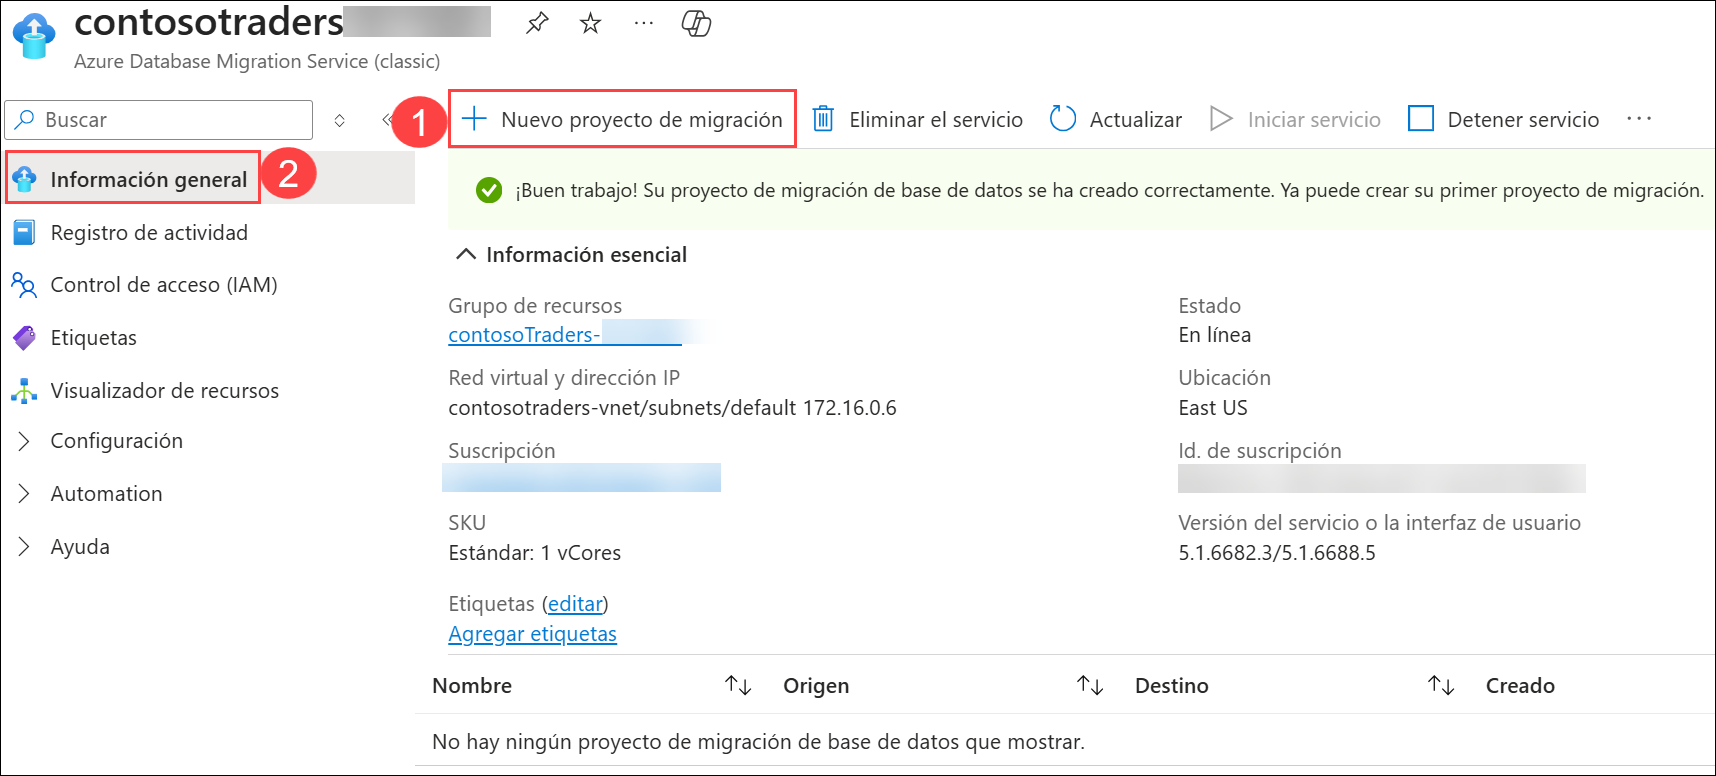 contosotraders
Azure Database Migration Service (classic)
Buscar
1
Nuevo proyecto de migración
Eliminar el servicio
Actualizar
Iniciar servicio
Detener servicio
Información general
2
Registro de actividad
Control de acceso (IAM)
Etiquetas
Visualizador de recursos
Configuración
Automation
Ayuda
¡Buen trabajo! Su proyecto de migración de base de datos se ha creado correctamente. Ya puede crear su primer proyecto de migración.
Información esencial
Grupo de recursos
contosoTraders-
Red virtual y dirección IP
contosotraders-vnet/subnets/default 172.16.0.6
Suscripción
SKU
Estándar: 1 vCores
Etiquetas (editar)
Agregar etiquetas
Estado
En línea
Ubicación
East US
Id. de suscripción
Versión del servicio o la interfaz de usuario
5.1.6682.3/5.1.6688.5
Nombre
Origen
Destino
Creado
No hay ningún proyecto de migración de base de datos que mostrar.